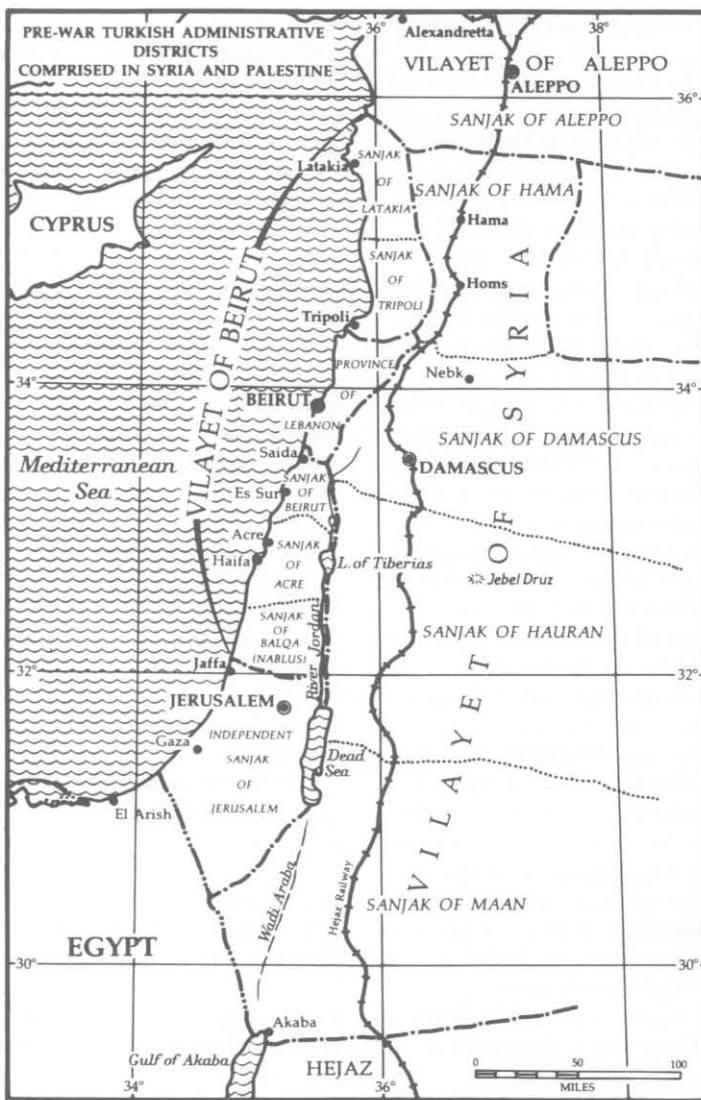 PRE-WAR TURKISH ADMINISTRATIVE
DISTRICTS
COMPRISED IN SYRIA AND PALESTINE
36°
38°
Alexandretta
VILAYET OF ALEPPO
ALEPPO
36°
36°
SANJAK OF ALEPPO
Latakia
SANJAK
OF
LATAKIA
SANJAK OF HAMA
CYPRUS
Hama
SANJAK
OF
TRIPOLI
Homs
Tripoli
VILAYET OF BEIRUT
VILAYET OF SYRIA
PROVINCE
OF
LEBANON
Nebk
34°
34°
BEIRUT
SANJAK OF DAMASCUS
DAMASCUS
Mediterranean
Sea
Saida
SANJAK
OF
BEIRUT
Es Sur
Acre
Haifa
SANJAK
OF
ACRE
L. of Tiberias
Jebel Druz
SANJAK
OF
BALQA
(NABLUS)
River Jordan
SANJAK OF HAURAN
Jaffa
32°
32°
JERUSALEM
Gaza
INDEPENDENT
SANJAK
OF
JERUSALEM
Dead
Sea
El Arish
Wadi Araba
Hejaz Railway
SANJAK OF MAAN
EGYPT
30°
30°
Akaba
Gulf of Akaba
HEJAZ
0 50 100
MILES
34°
36°